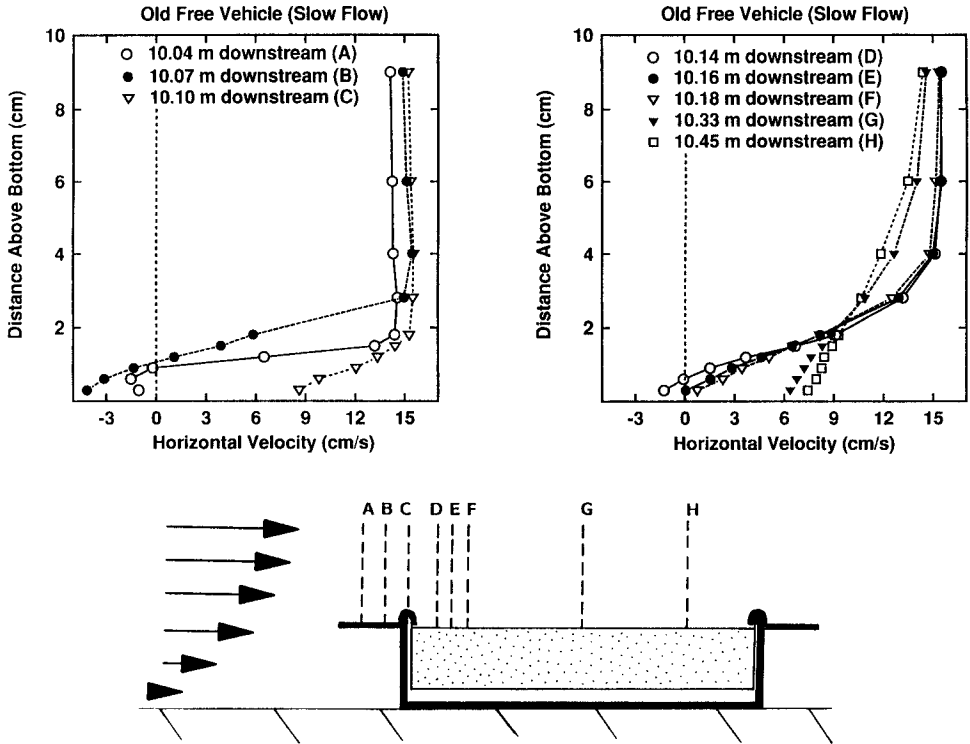 Old Free Vehicle (Slow Flow)
10
8
6
4
2
Distance Above Bottom (cm)
10.04 m downstream (A)
10.07 m downstream (B)
10.10 m downstream (C)
-3 0 3 6 9 12 15
Horizontal Velocity (cm/s)
Old Free Vehicle (Slow Flow)
10
8
6
4
2
Distance Above Bottom (cm)
10.14 m downstream (D)
10.16 m downstream (E)
10.18 m downstream (F)
10.33 m downstream (G)
10.45 m downstream (H)
-3 0 3 6 9 12 15
Horizontal Velocity (cm/s)
A B C D E F G H